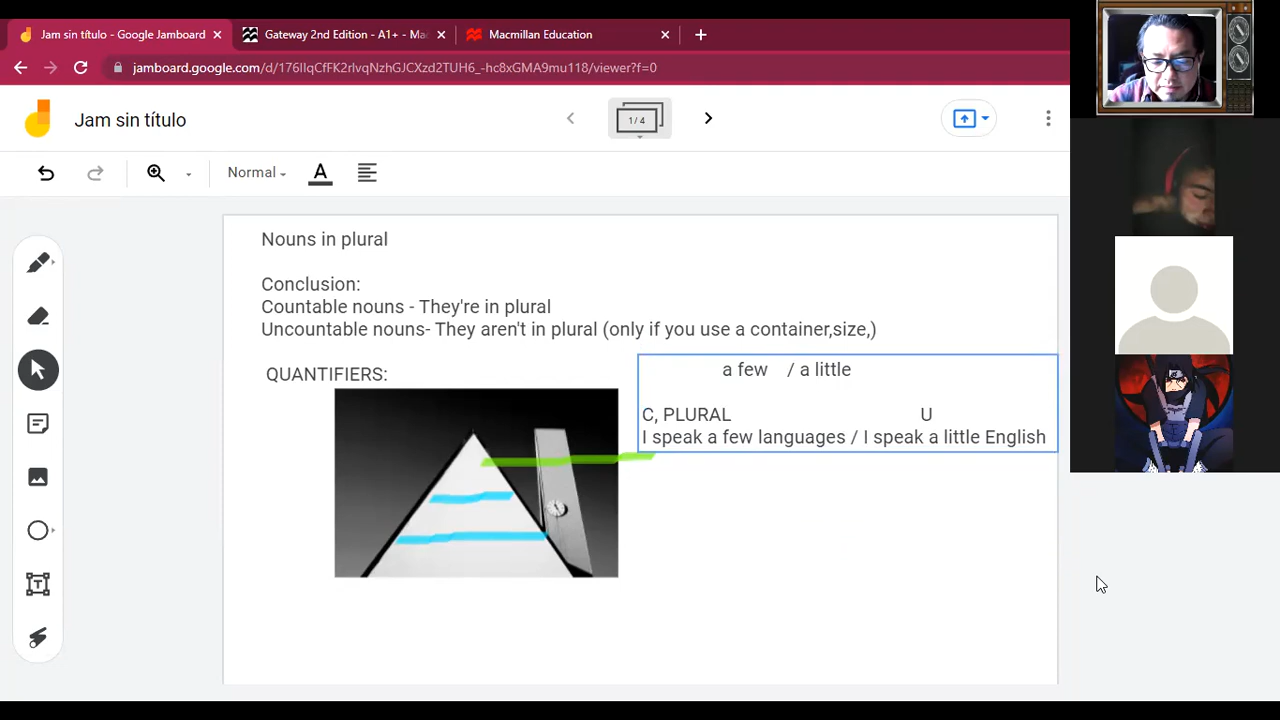 Jam sin título - Google Jamboard
Gateway 2nd Edition - A1+ - Ma
Macmillan Education
jamboard.google.com/d/176IIqCfFK2rlvqNzhGJCXzd2TUH6_-hc8xGMA9mu118/viewer?f=0
Jam sin título
1/4
Normal
Nouns in plural
Conclusion:
Countable nouns - They're in plural
Uncountable nouns- They aren't in plural (only if you use a container,size,)
QUANTIFIERS:
a few / a little
C, PLURAL U
I speak a few languages / I speak a little English